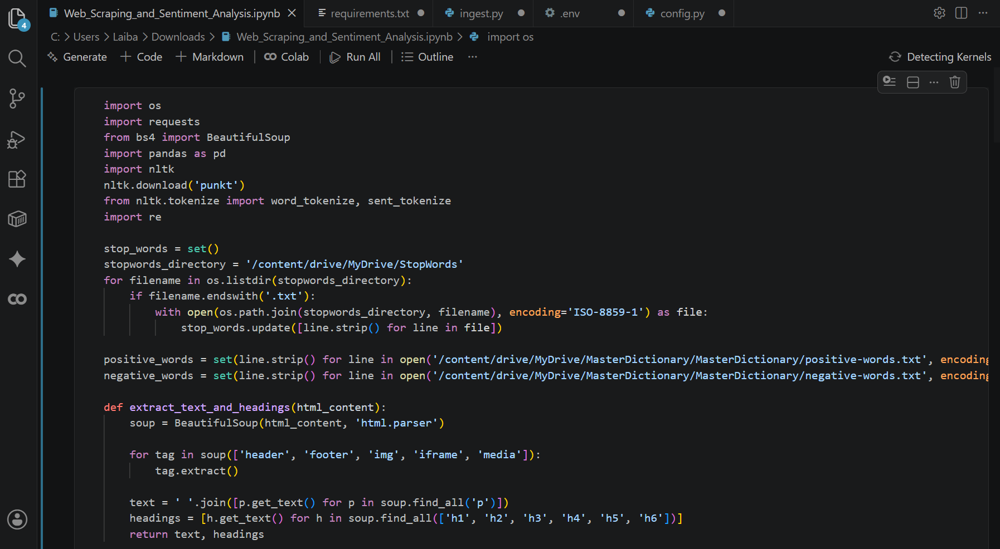 Web_Scraping_and_Sentiment_Analysis.ipynb requirements.txt ingest.py .env config.py
4
C: > Users > Laiba > Downloads > Web_Scraping_and_Sentiment_Analysis.ipynb > import os
Generate + Code + Markdown | Colab | Run All | Outline ... Detecting Kernels
import os
import requests
from bs4 import BeautifulSoup
import pandas as pd
import nltk
nltk.download('punkt')
from nltk.tokenize import word_tokenize, sent_tokenize
import re
stop_words = set()
stopwords_directory = '/content/drive/MyDrive/StopWords'
for filename in os.listdir(stopwords_directory):
    if filename.endswith('.txt'):
        with open(os.path.join(stopwords_directory, filename), encoding='ISO-8859-1') as file:
            stop_words.update([line.strip() for line in file])
positive_words = set(line.strip() for line in open('/content/drive/MyDrive/MasterDictionary/MasterDictionary/positive-words.txt', encoding
negative_words = set(line.strip() for line in open('/content/drive/MyDrive/MasterDictionary/MasterDictionary/negative-words.txt', encoding
def extract_text_and_headings(html_content):
    soup = BeautifulSoup(html_content, 'html.parser')
    for tag in soup(['header', 'footer', 'img', 'iframe', 'media']):
        tag.extract()
    text = ' '.join([p.get_text() for p in soup.find_all('p')])
    headings = [h.get_text() for h in soup.find_all(['h1', 'h2', 'h3', 'h4', 'h5', 'h6'])]
    return text, headings